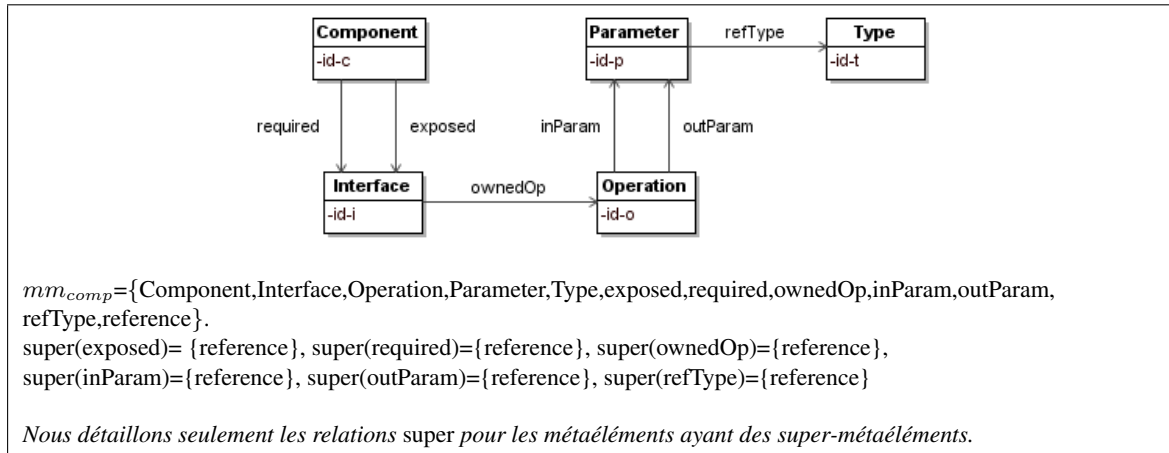 Component
-id-c
Parameter
-id-p
refType
Type
-id-t
required
exposed
inParam
outParam
Interface
-id-i
ownedOp
Operation
-id-o
mm_comp={Component,Interface,Operation,Parameter,Type,exposed,required,ownedOp,inParam,outParam,
refType,reference}.
super(exposed)= {reference}, super(required)={reference}, super(ownedOp)={reference},
super(inParam)={reference}, super(outParam)={reference}, super(refType)={reference}
Nous détaillons seulement les relations super pour les métaéléments ayant des super-métaéléments.